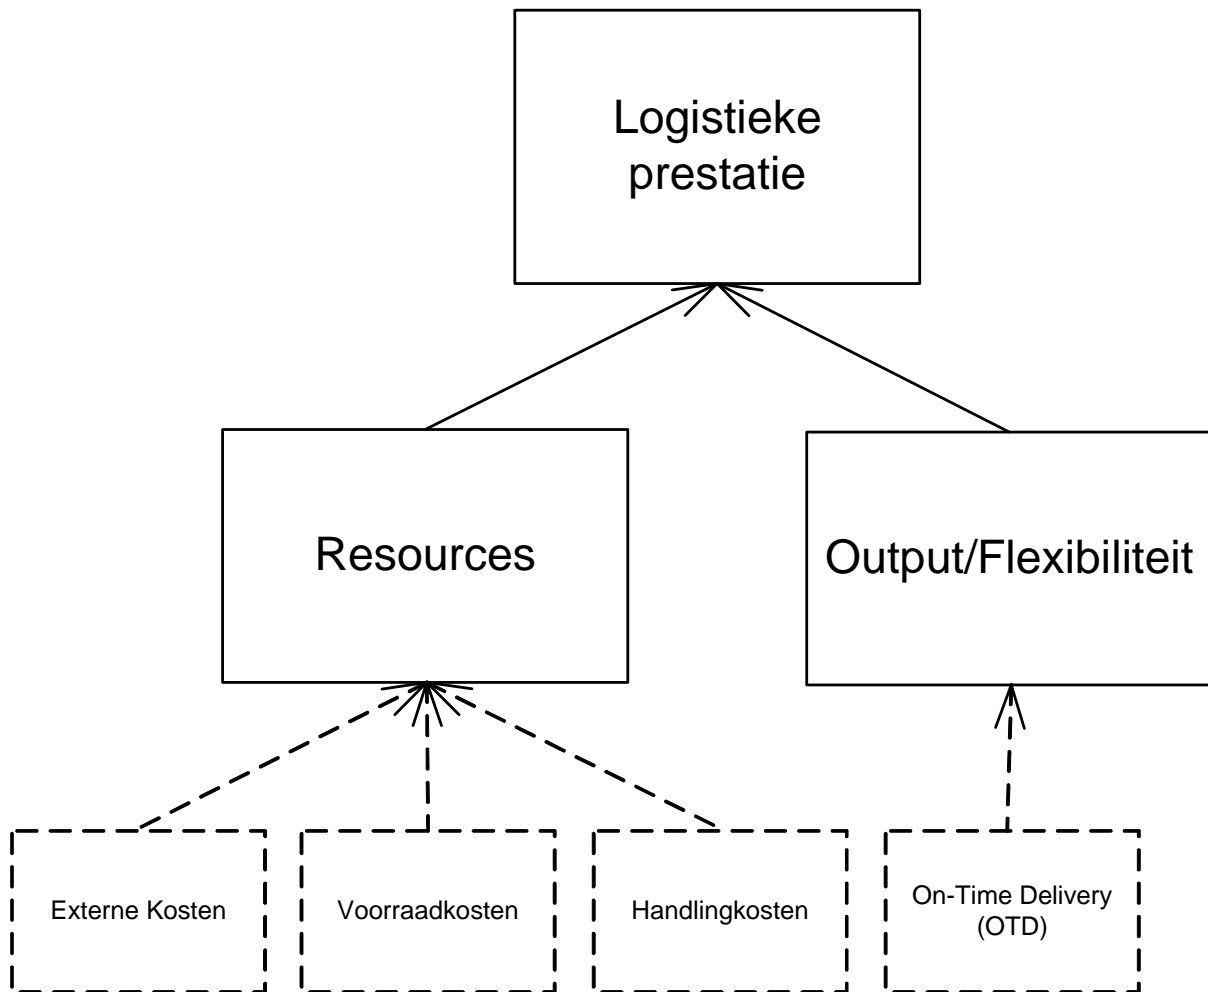 Logistieke
prestatie
Resources
Output/Flexibiliteit
Externe Kosten
Voorraadkosten
Handlingkosten
On-Time Delivery
(OTD)